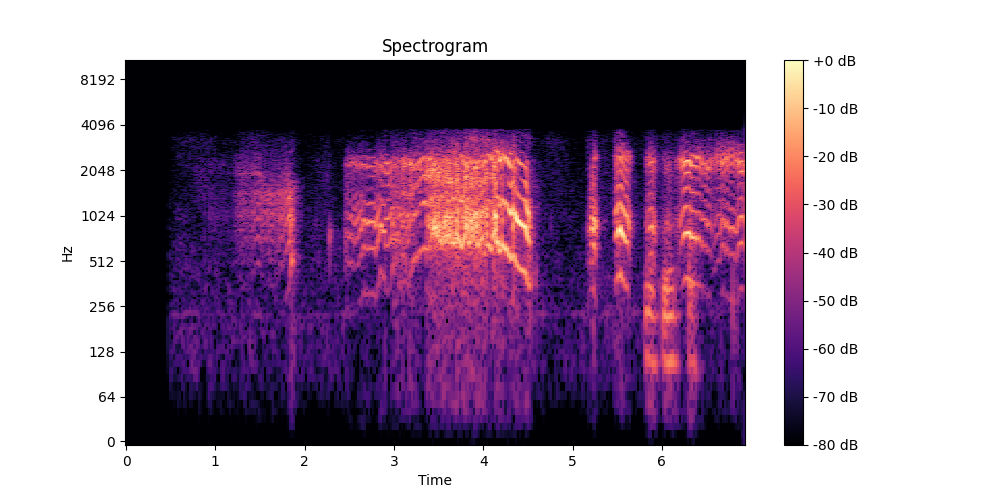 Spectrogram
8192
4096
2048
1024
512
256
128
64
0
Hz
0 1 2 3 4 5 6
Time
+0 dB
-10 dB
-20 dB
-30 dB
-40 dB
-50 dB
-60 dB
-70 dB
-80 dB